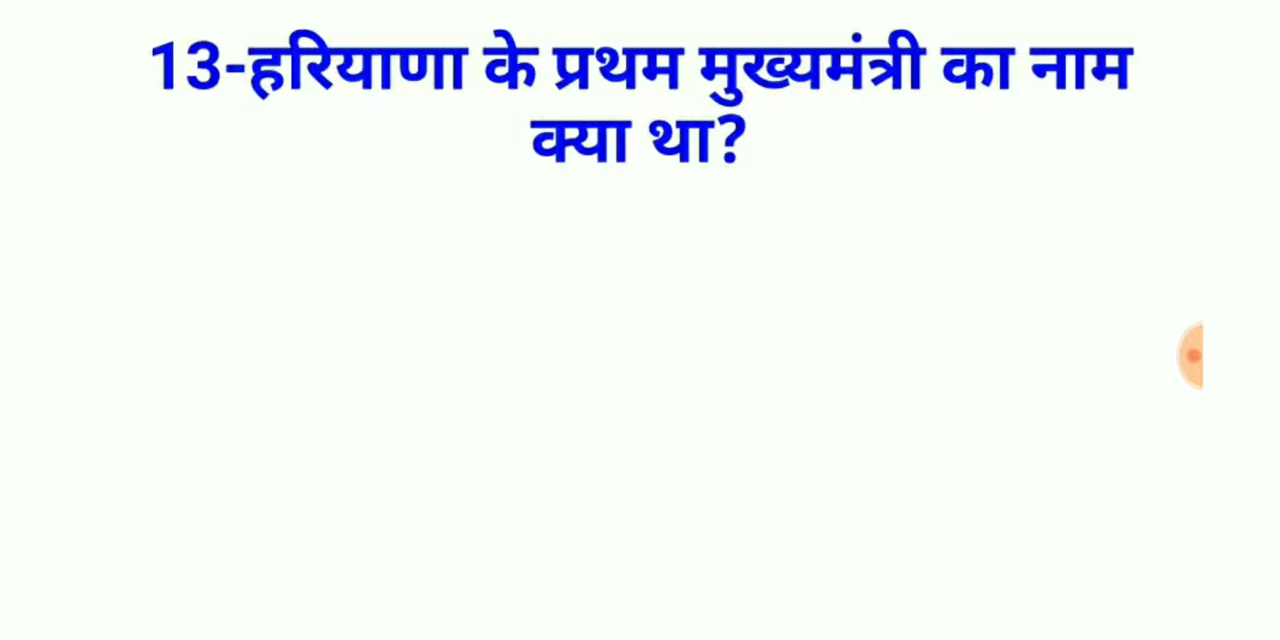 13-हरियाणा के प्रथम मुख्यमंत्री का नाम
क्या था?